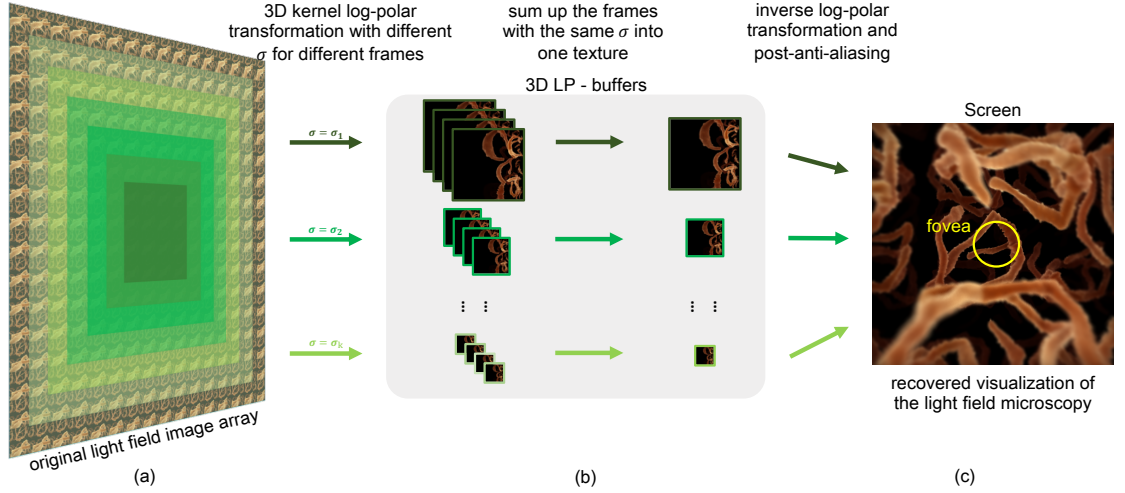 3D kernel log-polar
transformation with different
σ for different frames
sum up the frames
with the same σ into
one texture
inverse log-polar
transformation and
post-anti-aliasing
3D LP - buffers
Screen
σ = σ₁
σ = σ₂
σ = σₖ
fovea
original light field image array
recovered visualization of
the light field microscopy
(a)
(b)
(c)